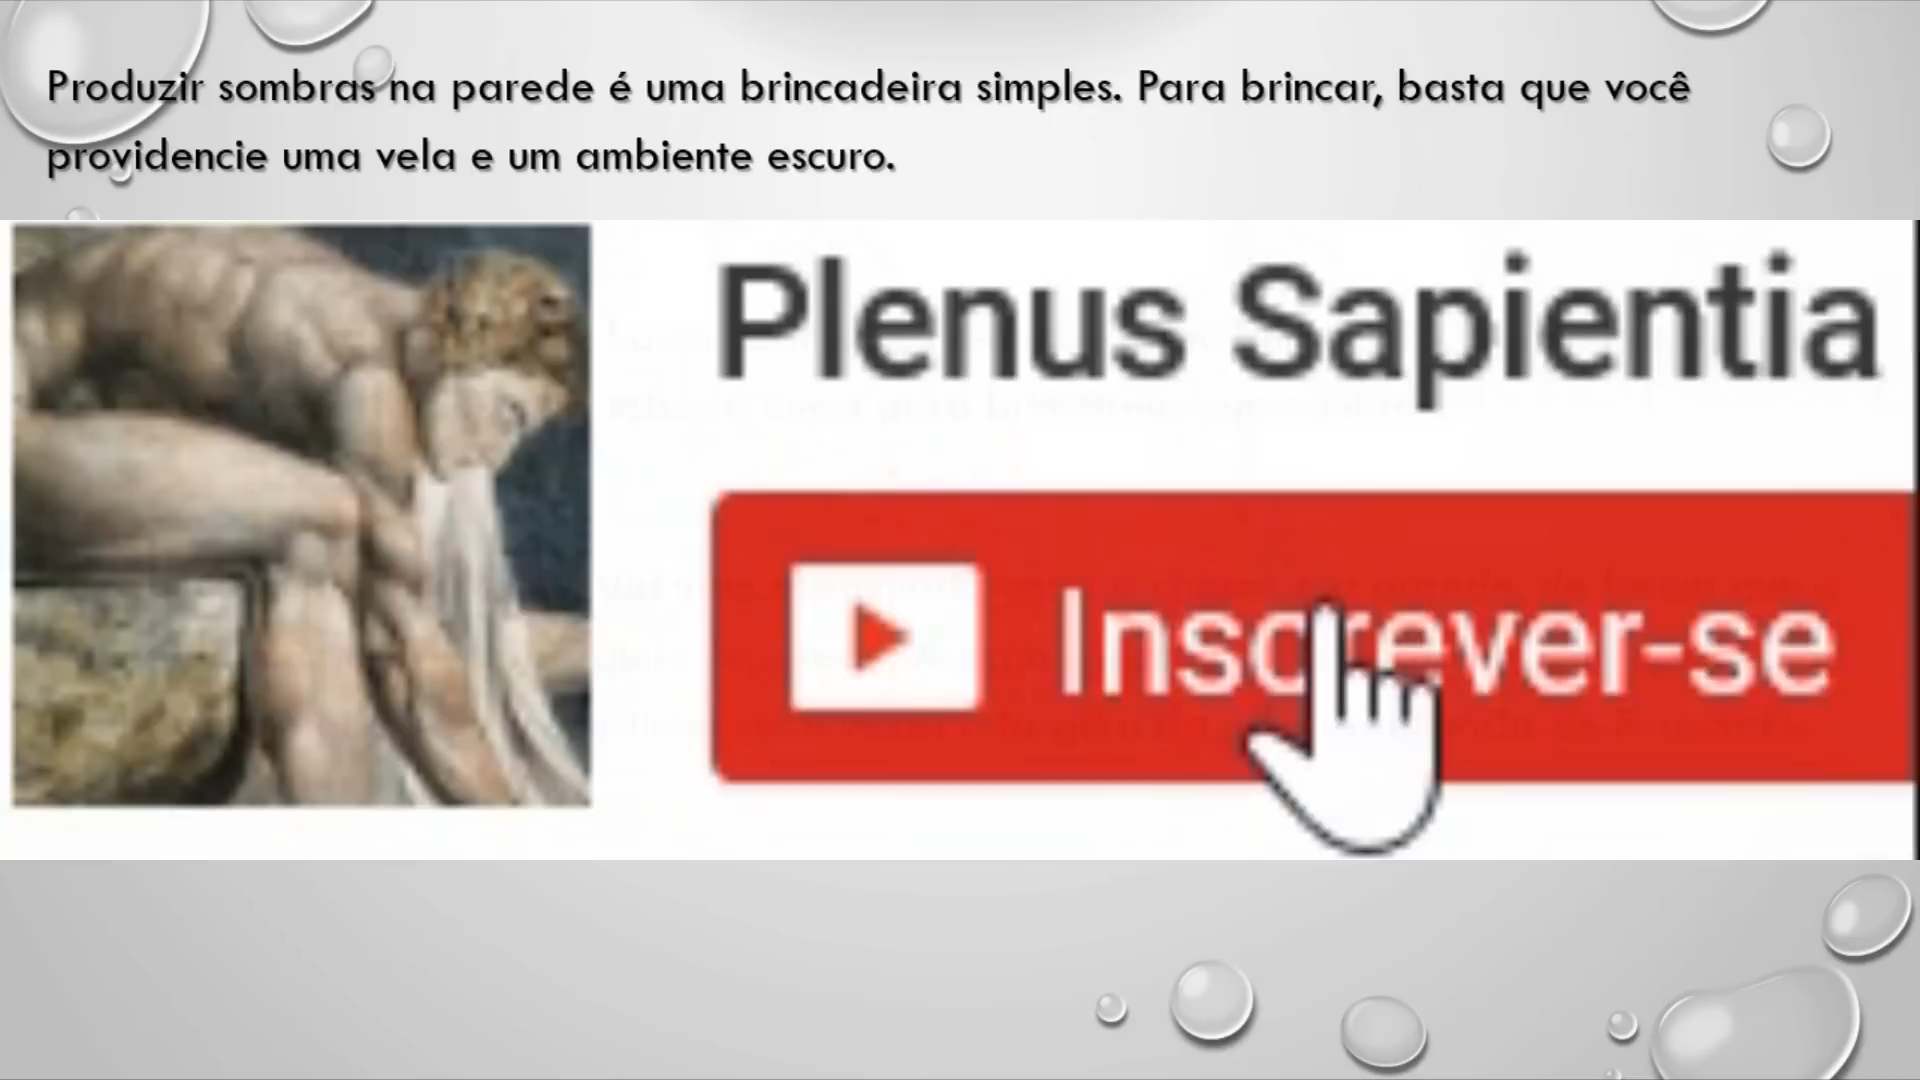 Produzir sombras na parede é uma brincadeira simples. Para brincar, basta que você
providencie uma vela e um ambiente escuro.
Plenus Sapientia
Inscrever-se